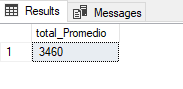 Results Messages
total_Promedio
1 3460